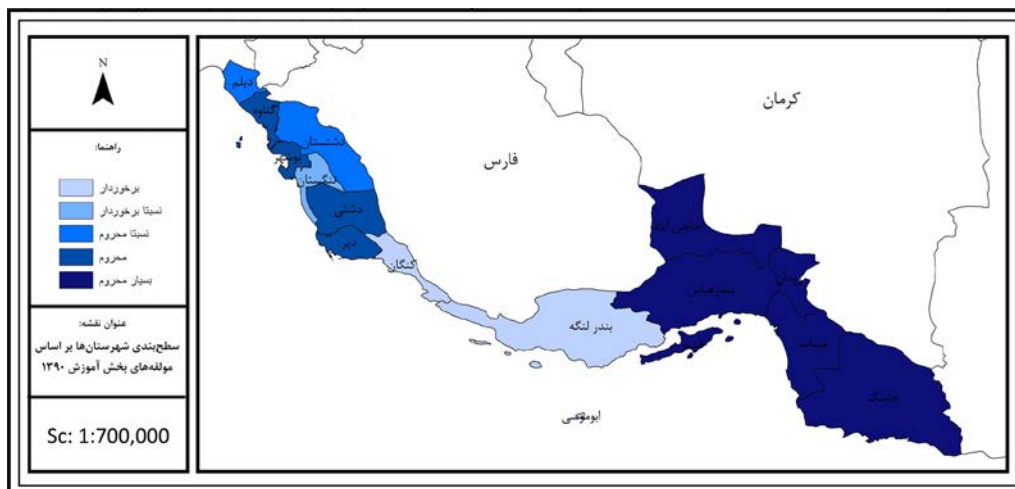 N
راهنما:
برخوردار
نسبتا برخوردار
نسبتا محروم
محروم
بسیار محروم
عنوان نقشه:
سطح‌بندی شهرستان‌ها بر اساس
مولفه‌های بخش آموزش ۱۳۹۰
Sc: 1:700,000
دیلم
گناوه
دشتستان
بوشهر
تنگستان
دشتی
دیر
کنگان
فارس
کرمان
حاجی آباد
بندرعباس
بندر لنگه
میناب
جاسک
ابوموسی